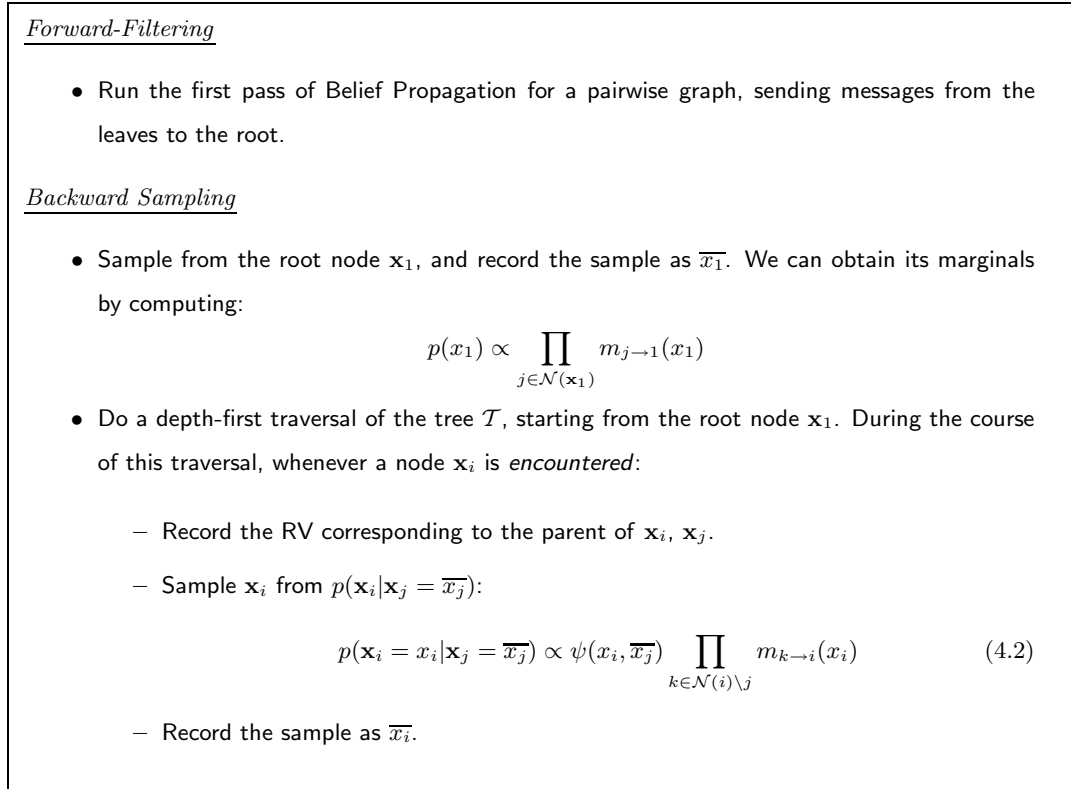 Forward-Filtering
• Run the first pass of Belief Propagation for a pairwise graph, sending messages from the
leaves to the root.
Backward Sampling
• Sample from the root node x₁, and record the sample as x̅₁. We can obtain its marginals
by computing:
p(x₁) ∝ ∏_{j∈𝒩(x₁)} m_{j→1}(x₁)
• Do a depth-first traversal of the tree 𝒯, starting from the root node x₁. During the course
of this traversal, whenever a node xᵢ is encountered:
– Record the RV corresponding to the parent of xᵢ, xⱼ.
– Sample xᵢ from p(xᵢ|xⱼ = x̅ⱼ):
p(xᵢ = xᵢ|xⱼ = x̅ⱼ) ∝ ψ(xᵢ, x̅ⱼ) ∏_{k∈𝒩(i)\j} m_{k→i}(xᵢ) (4.2)
– Record the sample as x̅ᵢ.